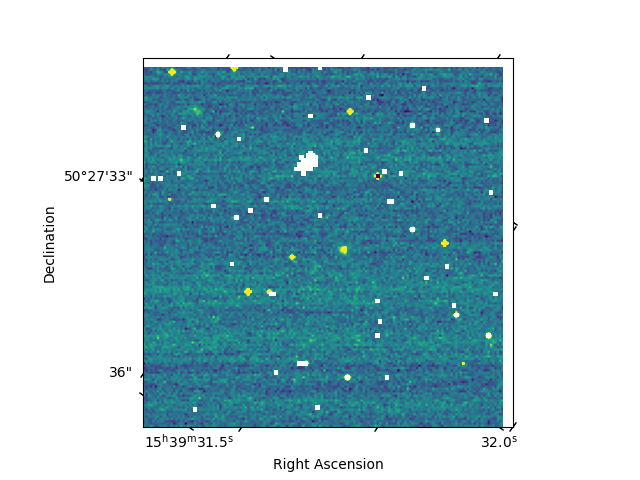 50°27'33"
Declination
36"
15ʰ39ᵐ31.5ˢ
32.0ˢ
Right Ascension